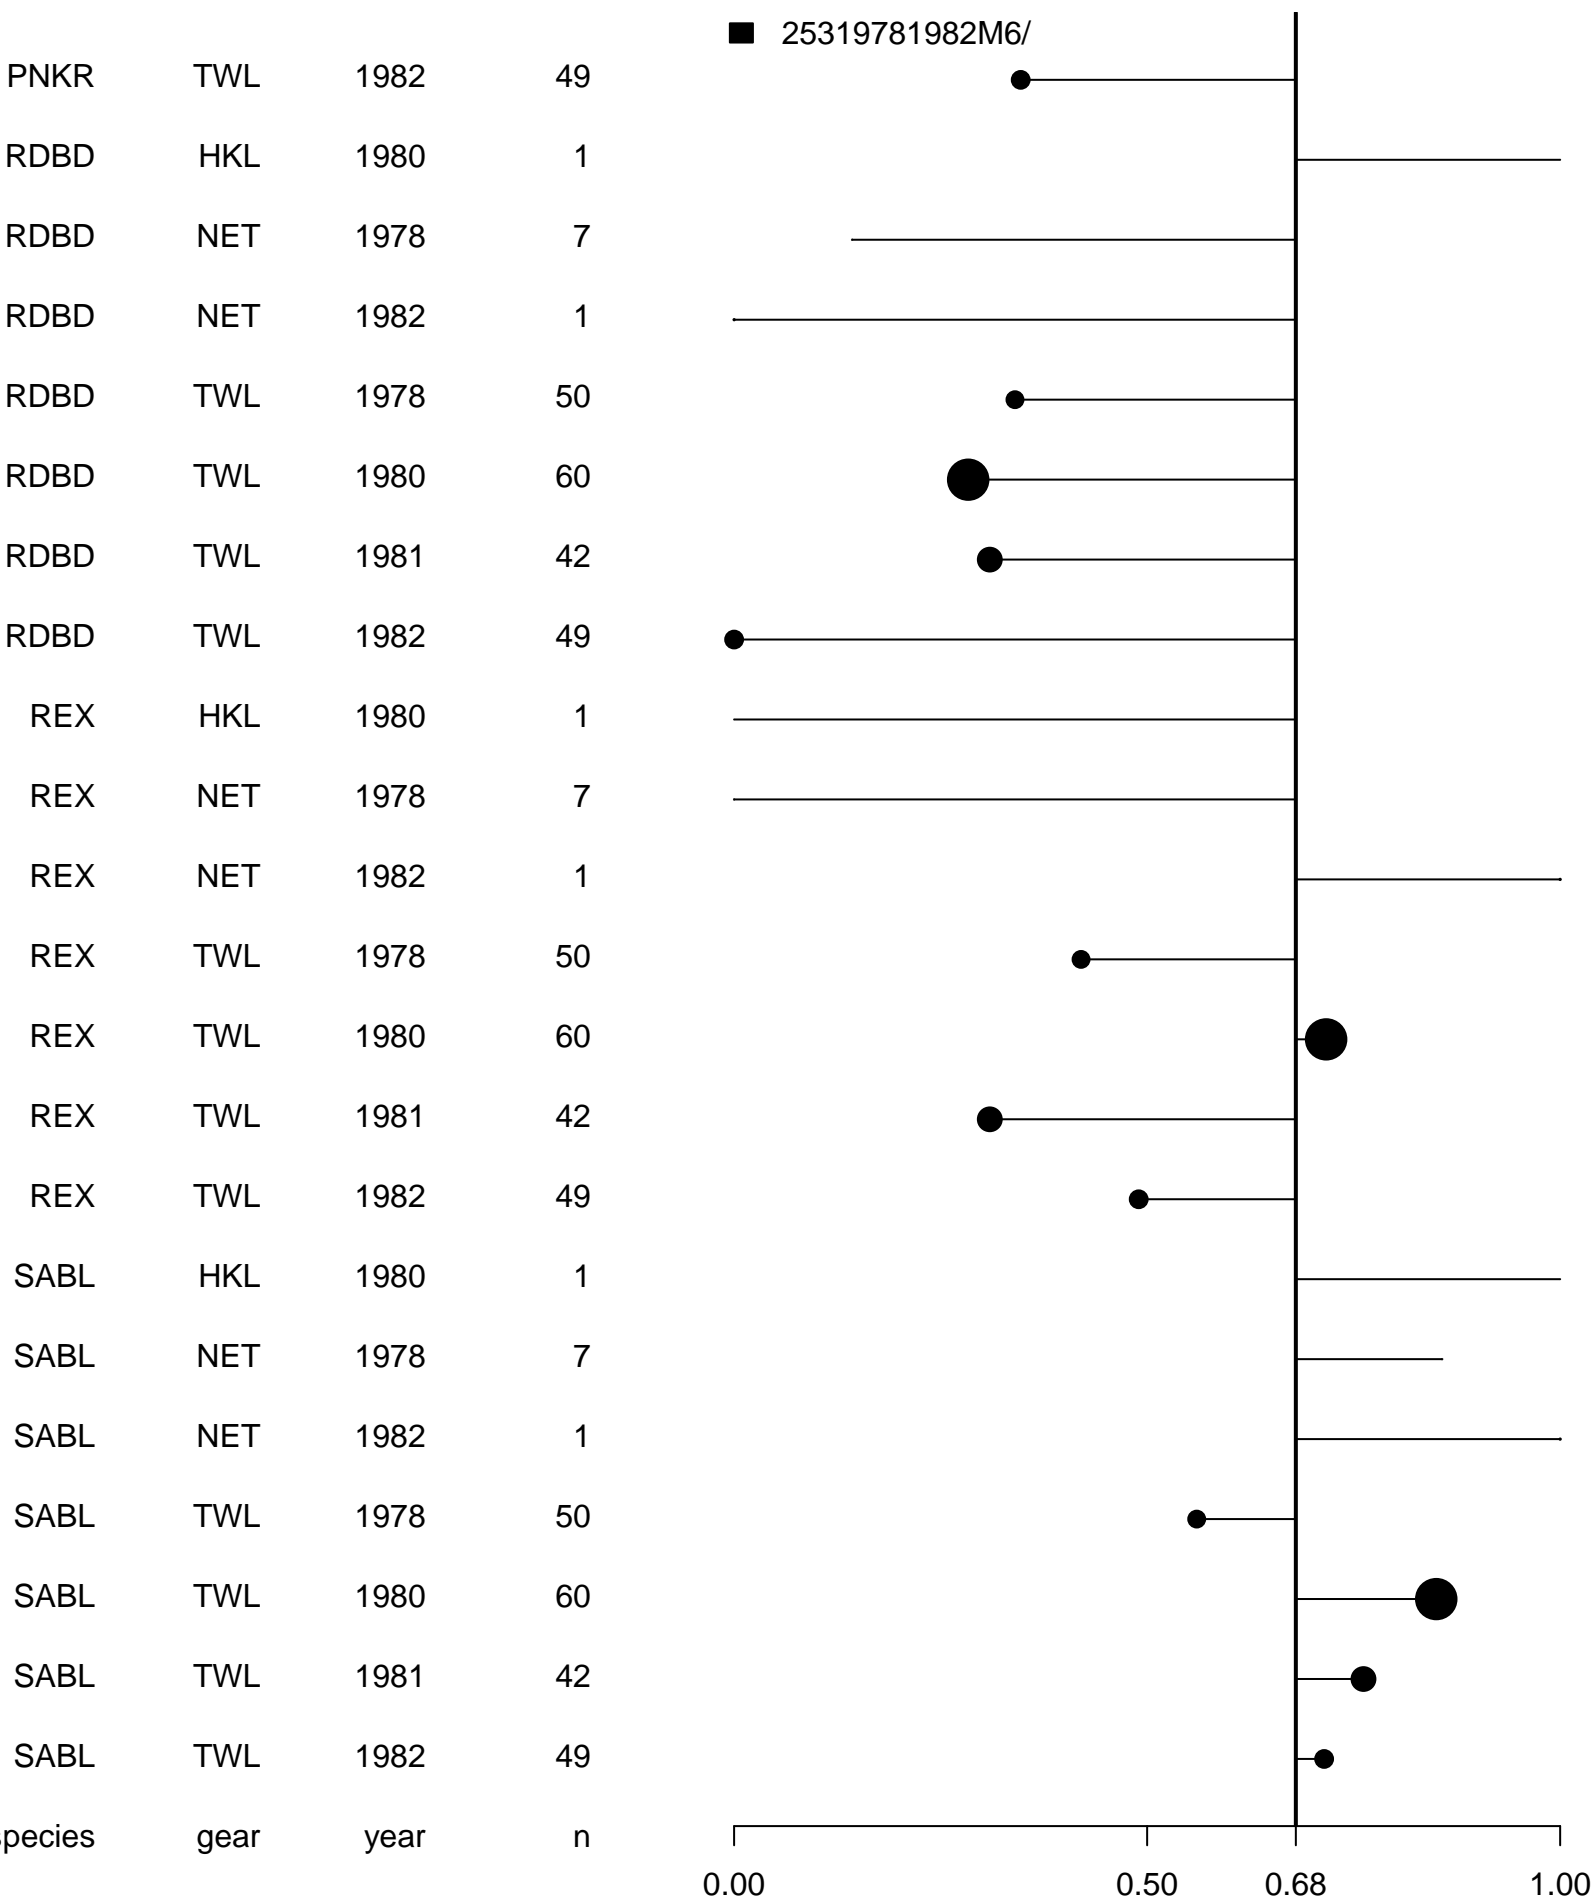 25319781982M6/
PNKR TWL 1982 49
RDBD HKL 1980 1
RDBD NET 1978 7
RDBD NET 1982 1
RDBD TWL 1978 50
RDBD TWL 1980 60
RDBD TWL 1981 42
RDBD TWL 1982 49
REX HKL 1980 1
REX NET 1978 7
REX NET 1982 1
REX TWL 1978 50
REX TWL 1980 60
REX TWL 1981 42
REX TWL 1982 49
SABL HKL 1980 1
SABL NET 1978 7
SABL NET 1982 1
SABL TWL 1978 50
SABL TWL 1980 60
SABL TWL 1981 42
SABL TWL 1982 49
species gear year n
0.00 0.50 0.68 1.00